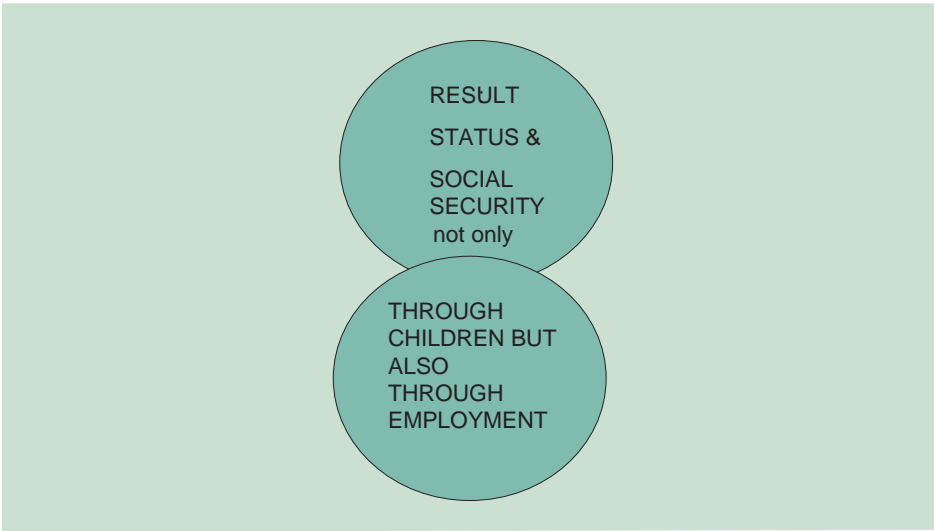 RESULT
STATUS &
SOCIAL
SECURITY
not only
THROUGH
CHILDREN BUT
ALSO
THROUGH
EMPLOYMENT